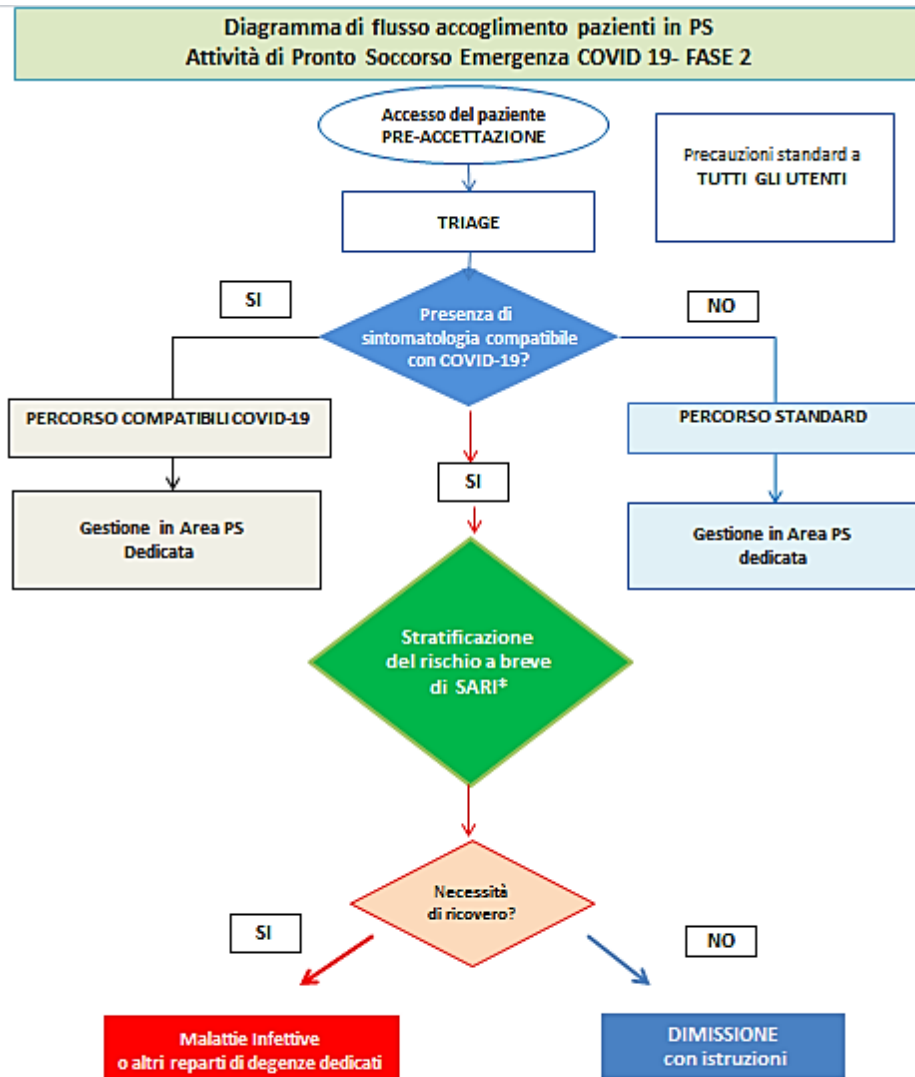 Diagramma di flusso accoglimento pazienti in PS
Attività di Pronto Soccorso Emergenza COVID 19- FASE 2
Accesso del paziente
PRE-ACCETTAZIONE
Precauzioni standard a
TUTTI GLI UTENTI
TRIAGE
SI
NO
Presenza di
sintomatologia compatibile
con COVID-19?
PERCORSO COMPATIBILI COVID-19
PERCORSO STANDARD
SI
Gestione in Area PS
Dedicata
Gestione in Area PS
dedicata
Stratificazione
del rischio a breve
di SARI*
Necessità
di ricovero?
SI
NO
Malattie Infettive
o altri reparti di degenze dedicati
DIMISSIONE
con istruzioni